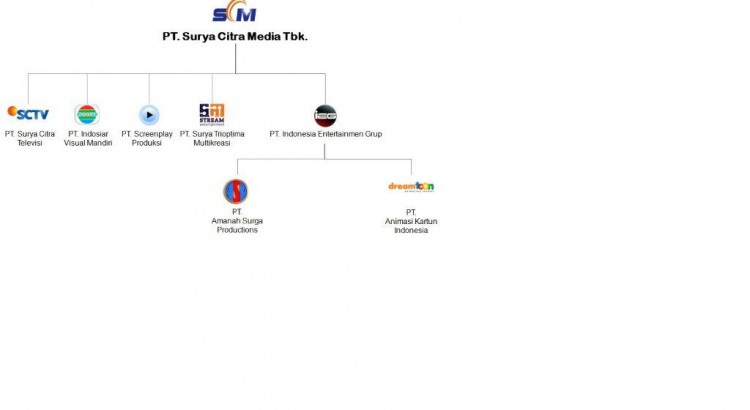 SCM
PT. Surya Citra Media Tbk.
SCTV
STREAM
PT. Surya Citra
Televisi
PT. Indosiar
Visual Mandiri
PT. Screenplay
Produksi
PT. Surya Trioptima
Multikreasi
PT. Indonesia Entertainmen Grup
dreamtoon
PT.
Amanah Surga
Productions
PT.
Animasi Kartun
Indonesia